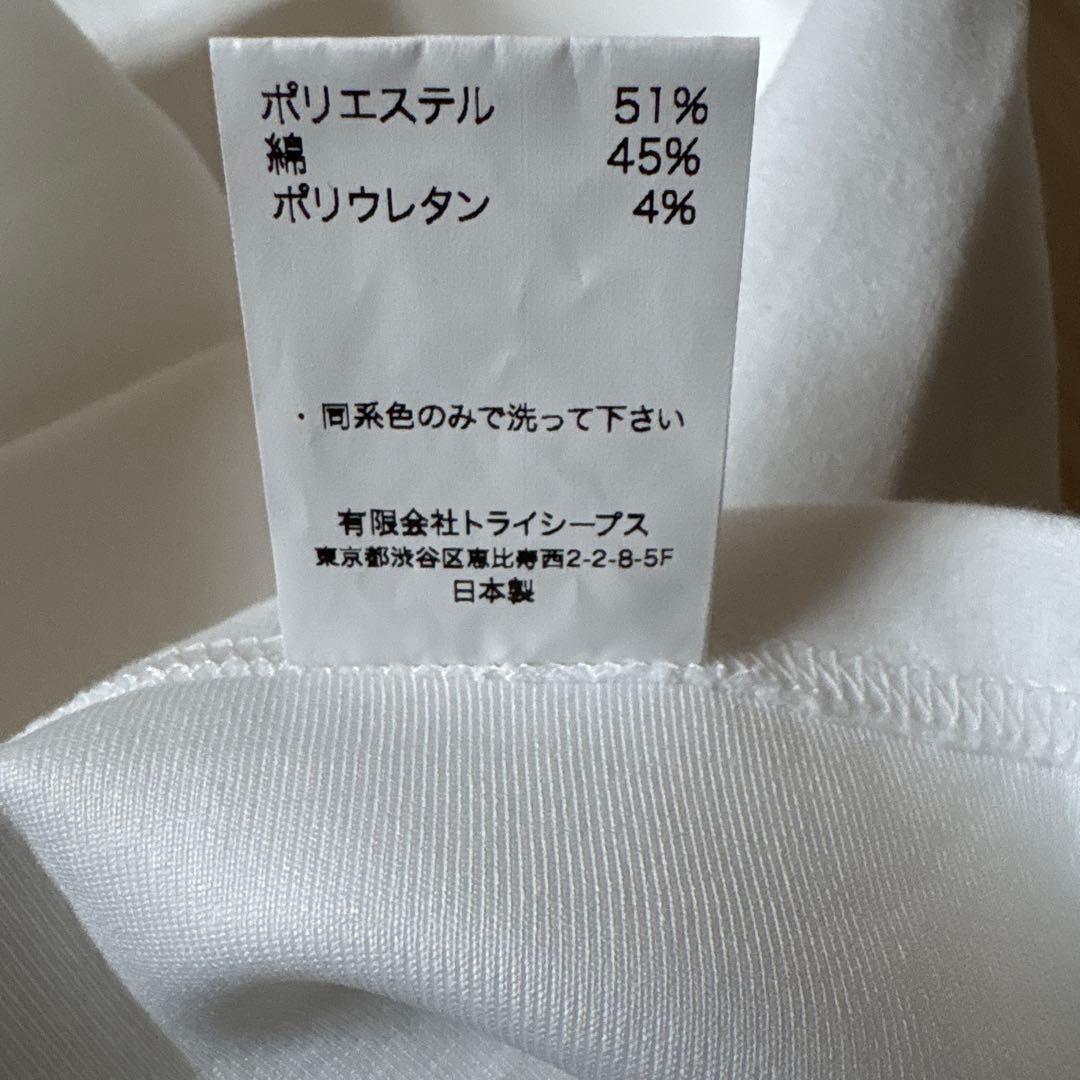 ポリエステル 51%
綿 45%
ポリウレタン 4%
・同系色のみで洗って下さい
有限会社トライシープス
東京都渋谷区恵比寿西2-2-8-5F
日本製